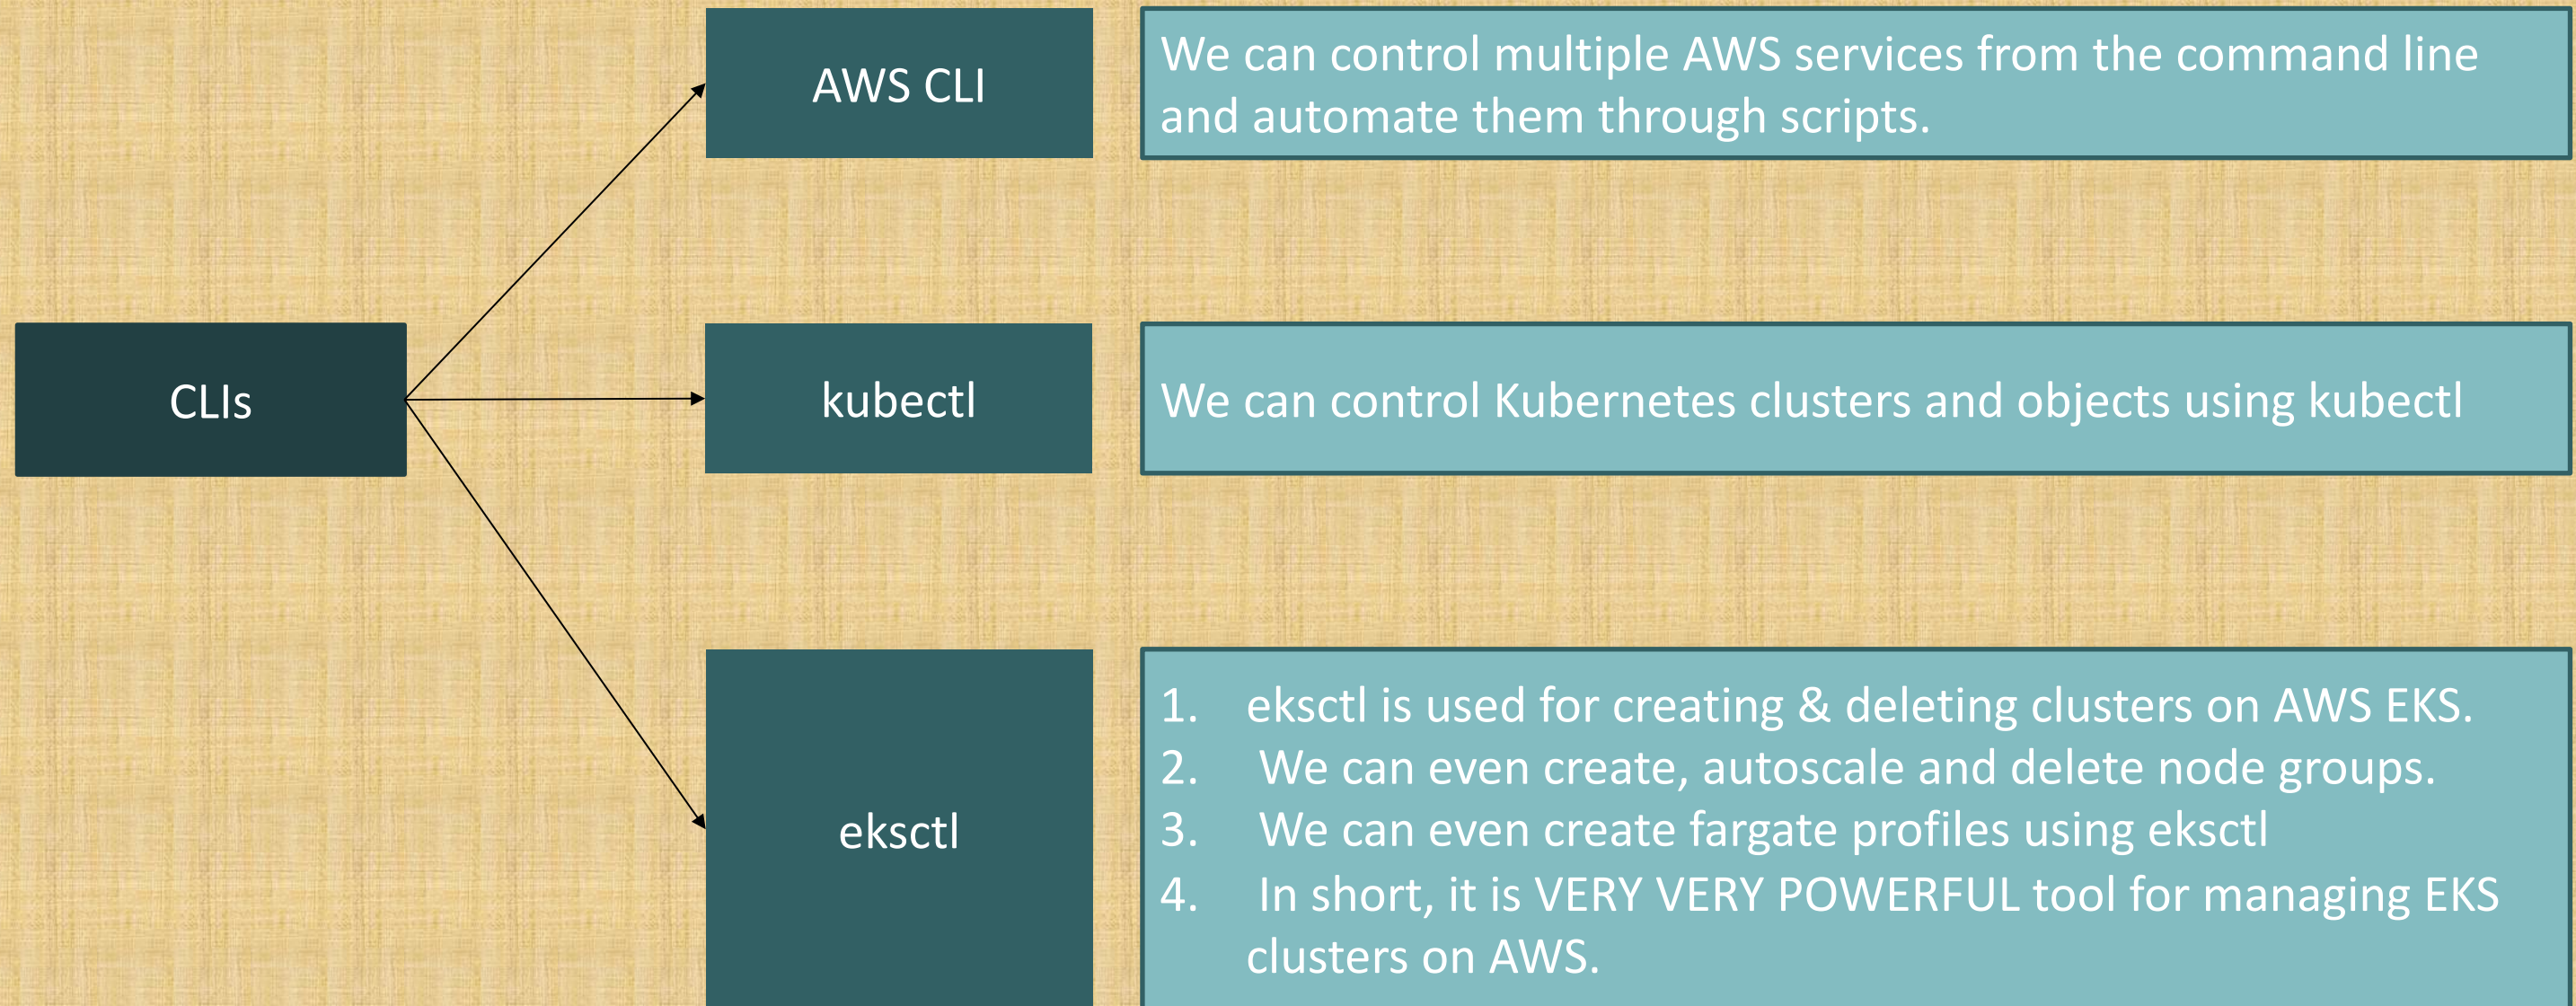 AWS CLI
We can control multiple AWS services from the command line
and automate them through scripts.
CLIs
kubectl
We can control Kubernetes clusters and objects using kubectl
eksctl
1. eksctl is used for creating & deleting clusters on AWS EKS.
2. We can even create, autoscale and delete node groups.
3. We can even create fargate profiles using eksctl
4. In short, it is VERY VERY POWERFUL tool for managing EKS
clusters on AWS.